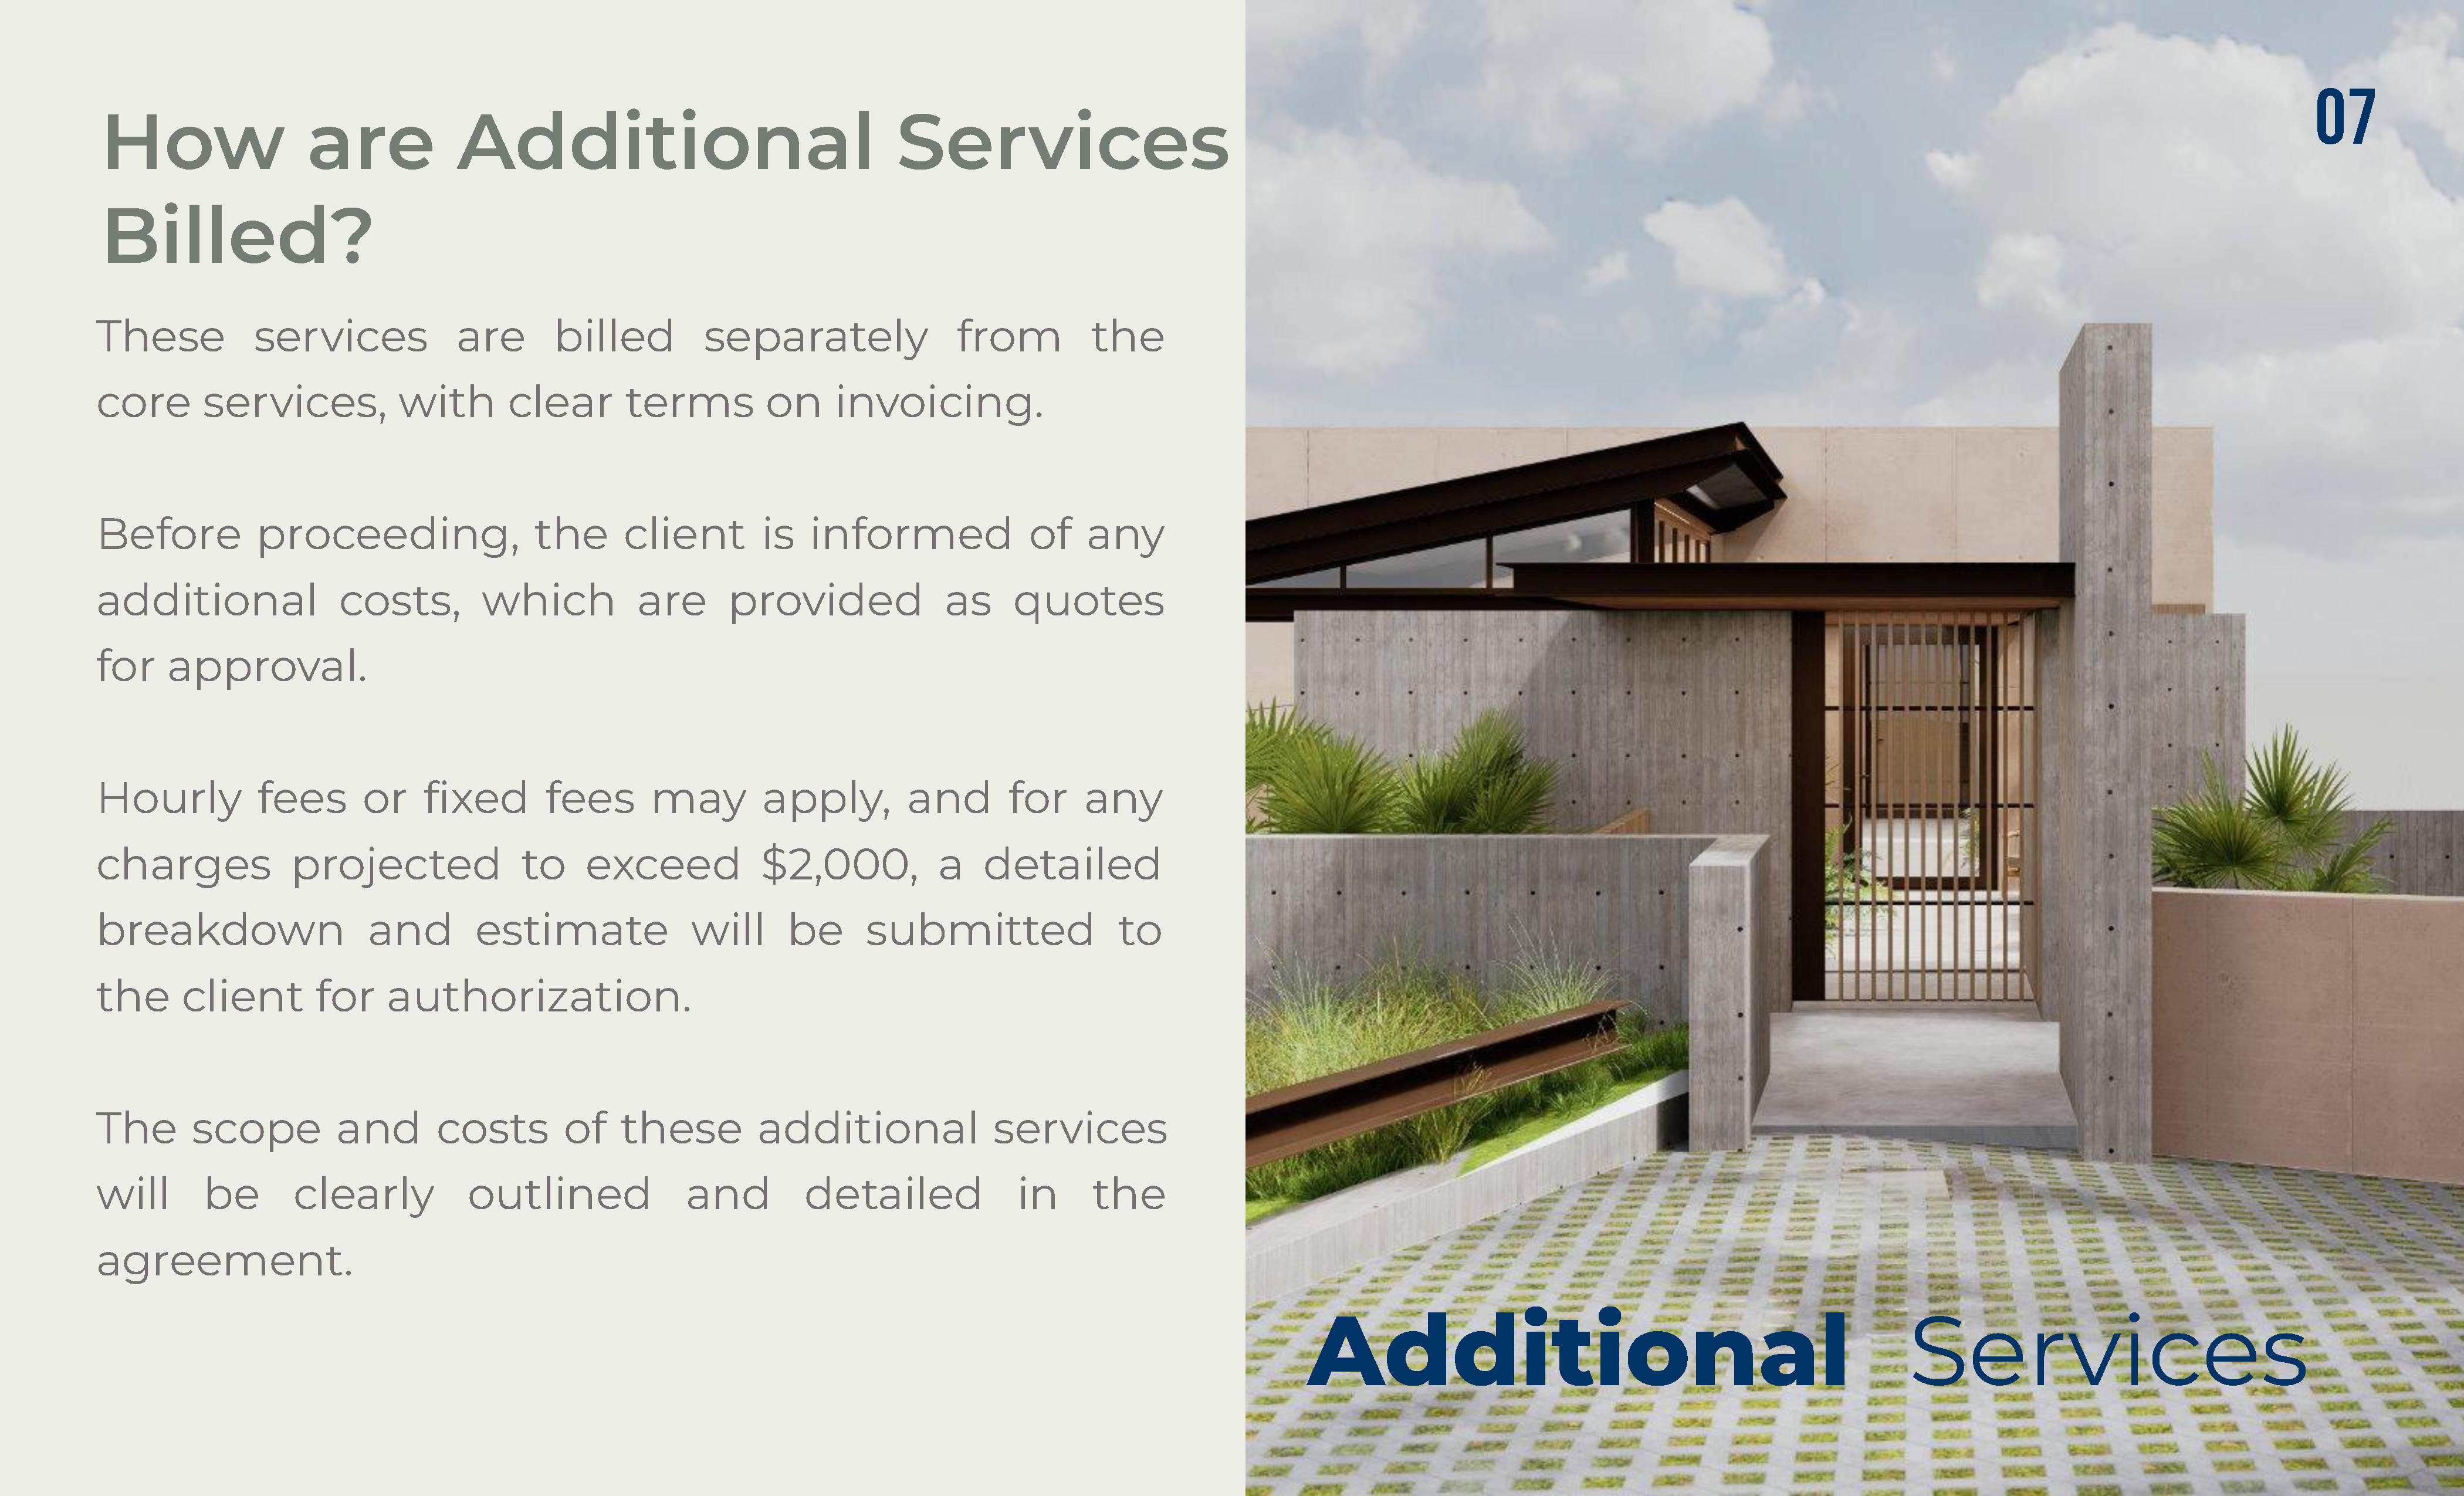 How are Additional Services
Billed?
These services are billed separately from the
core services, with clear terms on invoicing.
Before proceeding, the client is informed of any
additional costs, which are provided as quotes
for approval.
Hourly fees or fixed fees may apply, and for any
charges projected to exceed $2,000, a detailed
breakdown and estimate will be submitted to
the client for authorization.
The scope and costs of these additional services
will be clearly outlined and detailed in the
agreement.
07
Additional Services